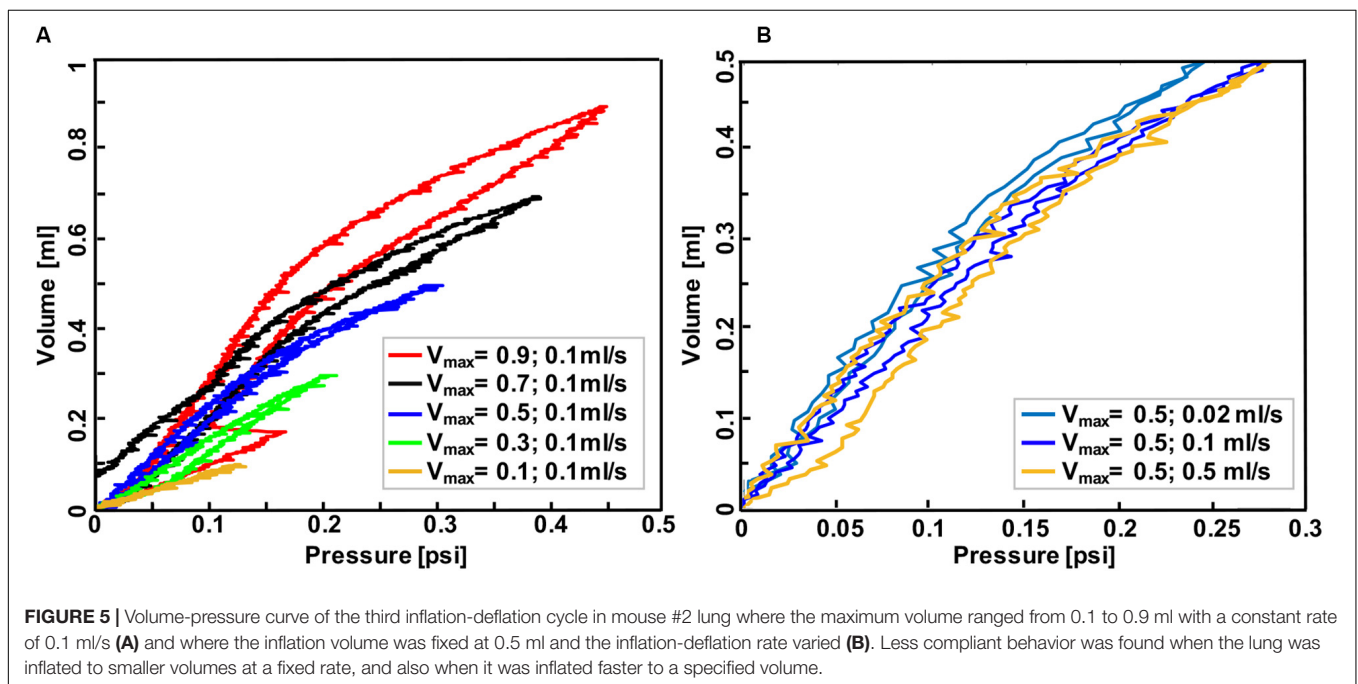 A
B
1
0.8
0.6
0.4
0.2
0
Volume [ml]
0
0.1
0.2
0.3
0.4
0.5
Pressure [psi]
V_max= 0.9; 0.1ml/s
V_max= 0.7; 0.1ml/s
V_max= 0.5; 0.1ml/s
V_max= 0.3; 0.1ml/s
V_max= 0.1; 0.1ml/s
0.5
0.4
0.3
0.2
0.1
0
Volume [ml]
0
0.05
0.1
0.15
0.2
0.25
0.3
Pressure [psi]
V_max= 0.5; 0.02 ml/s
V_max= 0.5; 0.1 ml/s
V_max= 0.5; 0.5 ml/s
FIGURE 5 | Volume-pressure curve of the third inflation-deflation cycle in mouse #2 lung where the maximum volume ranged from 0.1 to 0.9 ml with a constant rate
of 0.1 ml/s (A) and where the inflation volume was fixed at 0.5 ml and the inflation-deflation rate varied (B). Less compliant behavior was found when the lung was
inflated to smaller volumes at a fixed rate, and also when it was inflated faster to a specified volume.